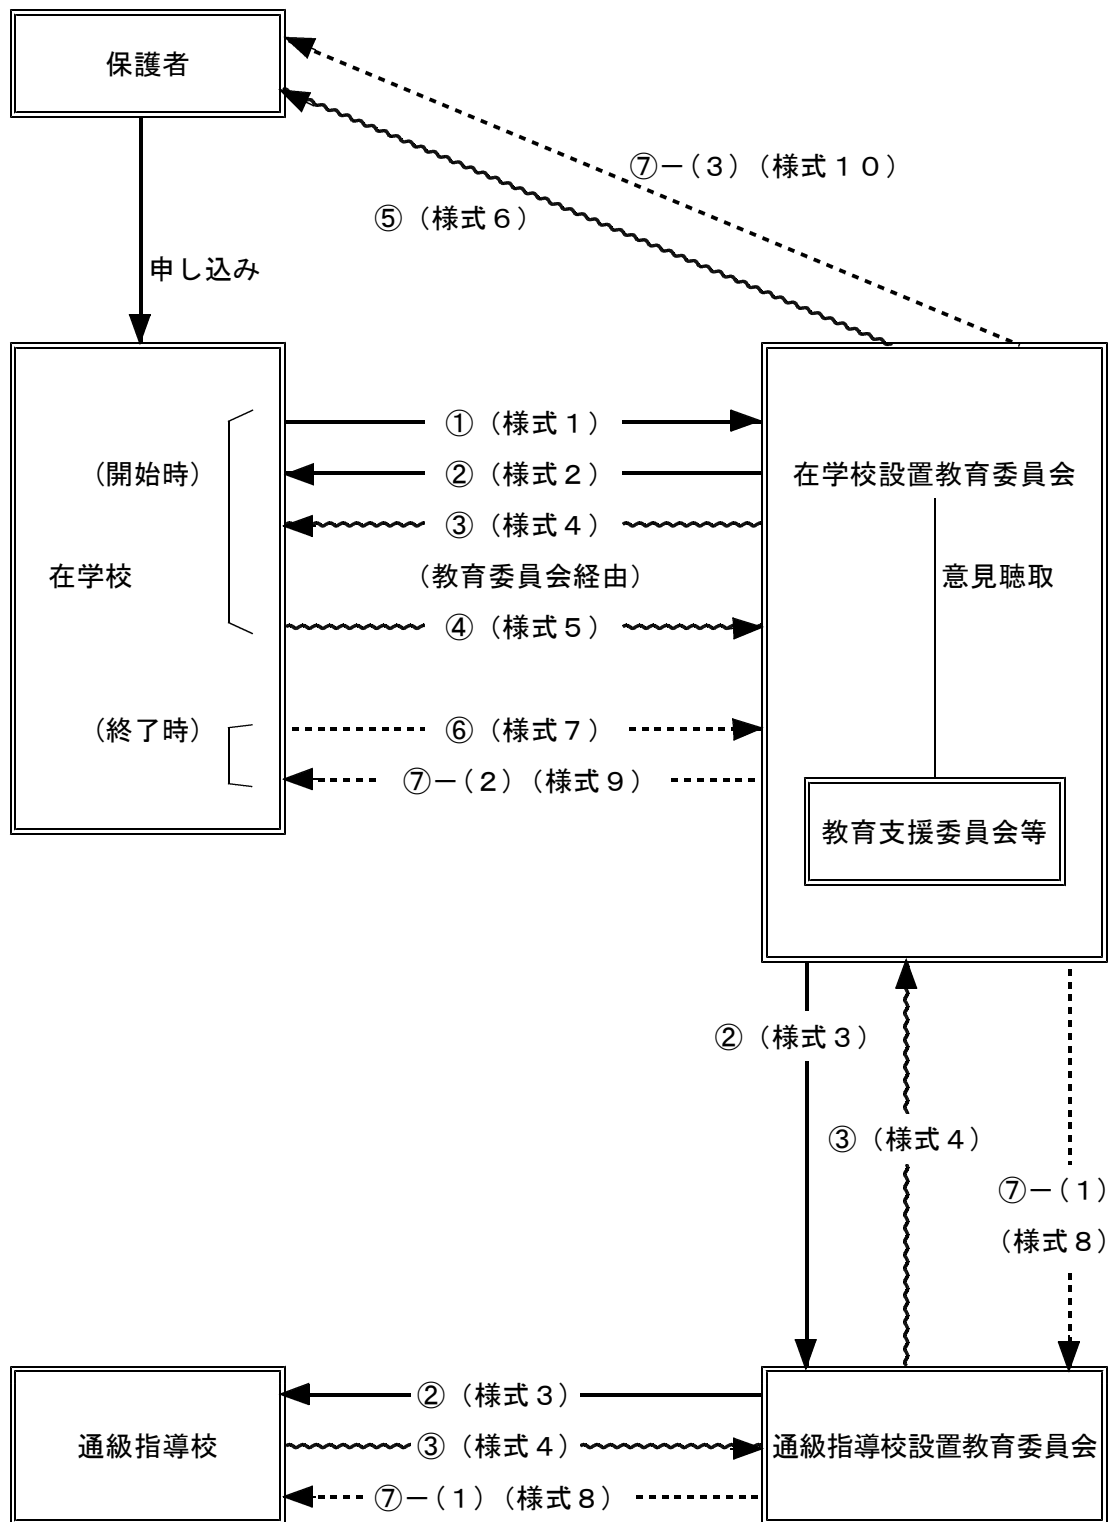 保護者
⑦－(３)（様式１０）
⑤（様式６）
申し込み
①（様式１）
（開始時）
②（様式２）
在学校設置教育委員会
③（様式４）
在学校
（教育委員会経由）
意見聴取
④（様式５）
（終了時）
⑥（様式７）
⑦－(２)（様式９）
教育支援委員会等
②（様式３）
③（様式４）
⑦－(１)
（様式８）
②（様式３）
通級指導校
③（様式４）
通級指導校設置教育委員会
⑦－(１)（様式８）